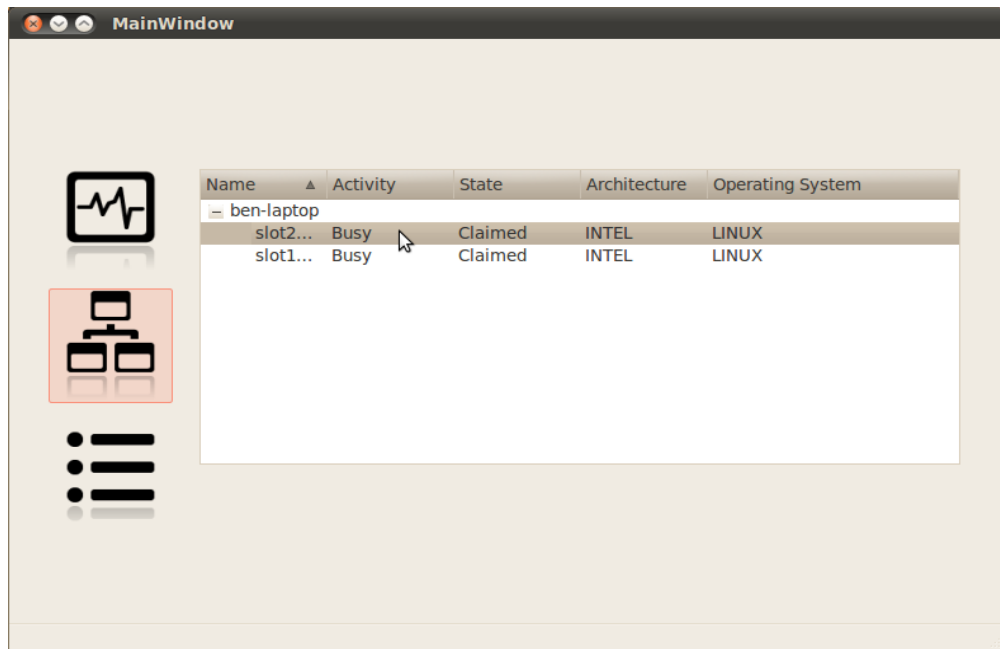 MainWindow
Name Activity State Architecture Operating System
ben-laptop
slot2... Busy Claimed INTEL LINUX
slot1... Busy Claimed INTEL LINUX